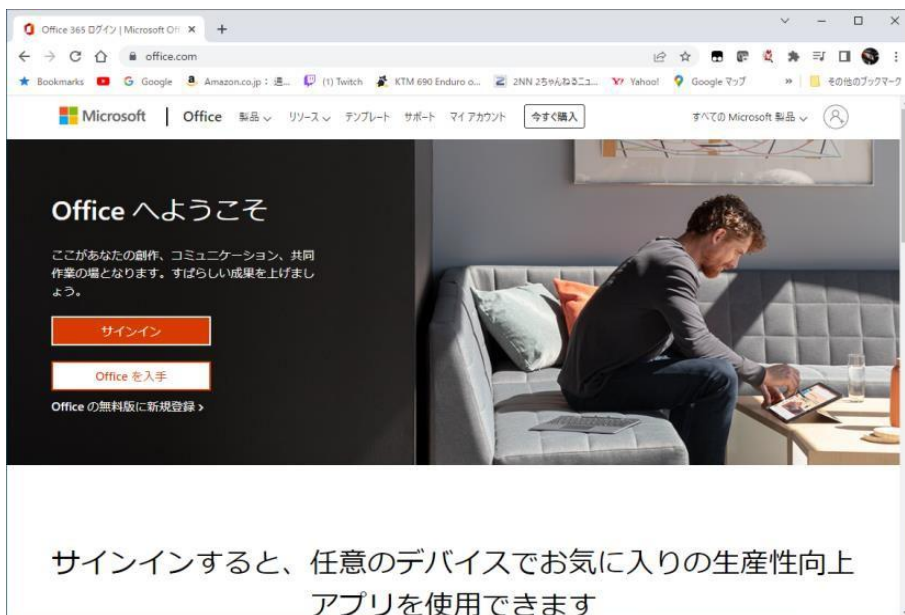 Office 365 ログイン | Microsoft Off
office.com
Bookmarks Google Amazon.co.jp : 通... (1) Twitch KTM 690 Enduro o... 2NN 2ちゃんねるニュ... Yahoo! Google マップ » その他のブックマーク
Microsoft | Office 製品 リソース テンプレート サポート マイ アカウント 今すぐ購入 すべての Microsoft 製品
Office へようこそ
ここがあなたの創作、コミュニケーション、共同
作業の場となります。すばらしい成果を上げまし
ょう。
サインイン
Office を入手
Office の無料版に新規登録 >
サインインすると、任意のデバイスでお気に入りの生産性向上
アプリを使用できます